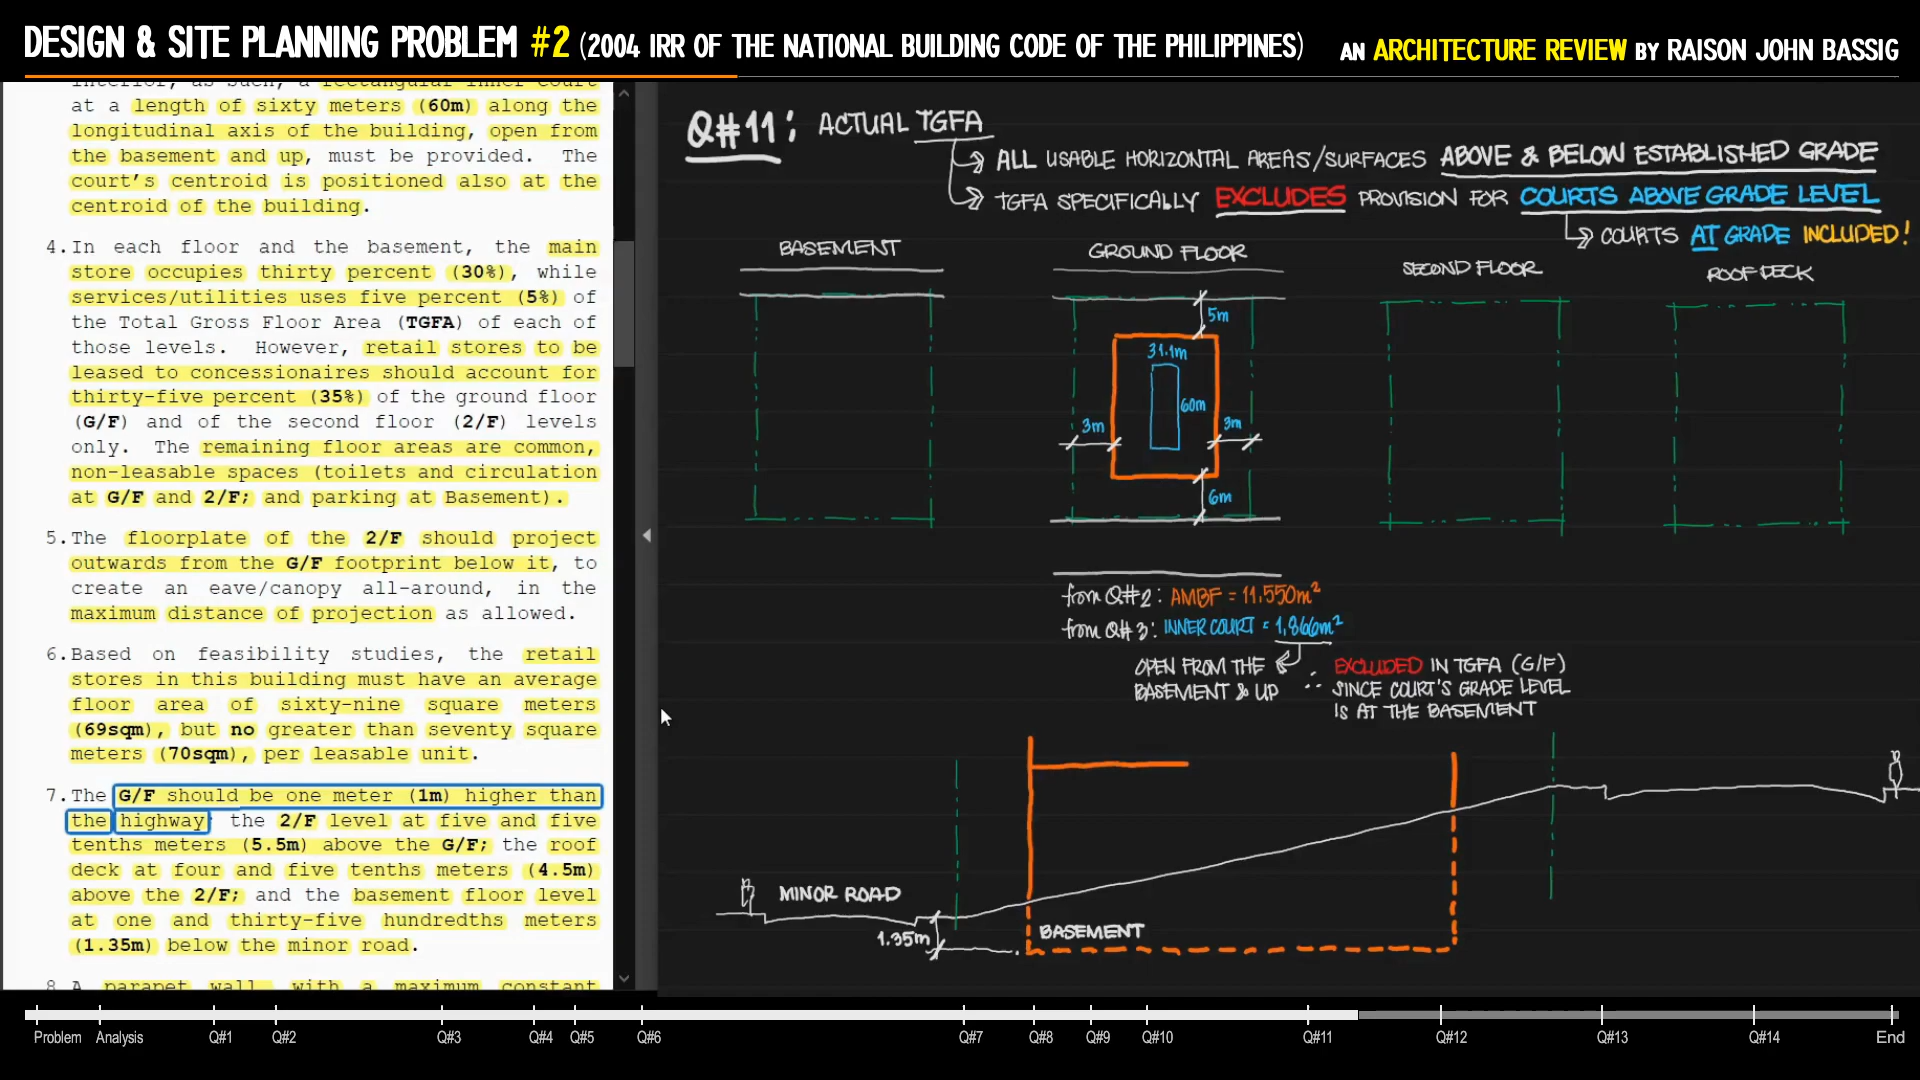 DESIGN & SITE PLANNING PROBLEM #2 (2004 IRR OF THE NATIONAL BUILDING CODE OF THE PHILIPPINES)
AN ARCHITECTURE REVIEW BY RAISON JOHN BASSIG
interior, as such, a rectangular inner court
at a length of sixty meters (60m) along the
longitudinal axis of the building, open from
the basement and up, must be provided. The
court's centroid is positioned also at the
centroid of the building.
4. In each floor and the basement, the main
store occupies thirty percent (30%), while
services/utilities uses five percent (5%) of
the Total Gross Floor Area (TGFA) of each of
those levels. However, retail stores to be
leased to concessionaires should account for
thirty-five percent (35%) of the ground floor
(G/F) and of the second floor (2/F) levels
only. The remaining floor areas are common,
non-leasable spaces (toilets and circulation
at G/F and 2/F; and parking at Basement).
5. The floorplate of the 2/F should project
outwards from the G/F footprint below it, to
create an eave/canopy all-around, in the
maximum distance of projection as allowed.
6. Based on feasibility studies, the retail
stores in this building must have an average
floor area of sixty-nine square meters
(69sqm), but no greater than seventy square
meters (70sqm), per leasable unit.
7. The G/F should be one meter (1m) higher than
the highway; the 2/F level at five and five
tenths meters (5.5m) above the G/F; the roof
deck at four and five tenths meters (4.5m)
above the 2/F; and the basement floor level
at one and thirty-five hundredths meters
(1.35m) below the minor road.
8. A parapet wall, with a maximum constant
Q#11: ACTUAL TGFA
ALL USABLE HORIZONTAL AREAS/SURFACES ABOVE & BELOW ESTABLISHED GRADE
TGFA SPECIFICALLY EXCLUDES PROVISION FOR COURTS ABOVE GRADE LEVEL
COURTS AT GRADE INCLUDED!
BASEMENT
GROUND FLOOR
SECOND FLOOR
ROOF DECK
5m
31.1m
60m
3m
3m
6m
from Q#2: AMBF = 11,550m²
from Q#3: INNER COURT = 1,866m²
OPEN FROM THE
BASEMENT & UP
∴ EXCLUDED IN TGFA (G/F)
SINCE COURT'S GRADE LEVEL
IS AT THE BASEMENT
MINOR ROAD
1.35m
BASEMENT
Problem Analysis Q#1 Q#2 Q#3 Q#4 Q#5 Q#6 Q#7 Q#8 Q#9 Q#10 Q#11 Q#12 Q#13 Q#14 End